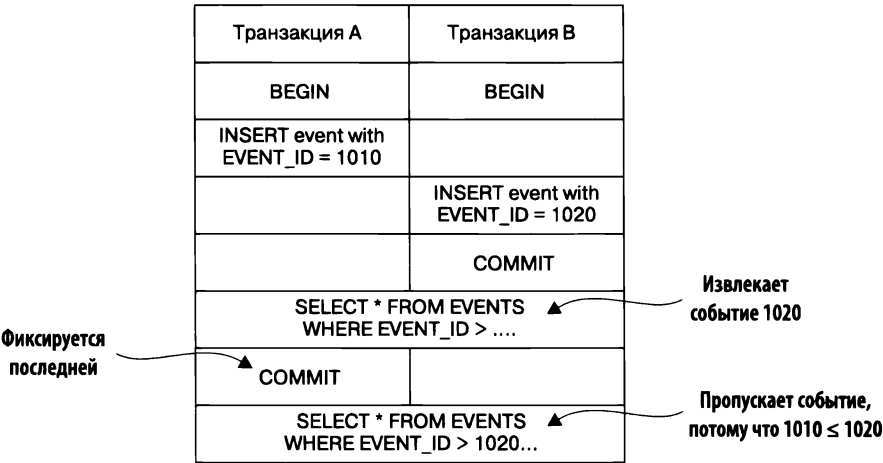 Транзакция A
Транзакция B
BEGIN
BEGIN
INSERT event with
EVENT_ID = 1010
INSERT event with
EVENT_ID = 1020
COMMIT
SELECT * FROM EVENTS
WHERE EVENT_ID > ....
Извлекает
событие 1020
Фиксируется
последней
COMMIT
SELECT * FROM EVENTS
WHERE EVENT_ID > 1020...
Пропускает событие,
потому что 1010 ≤ 1020